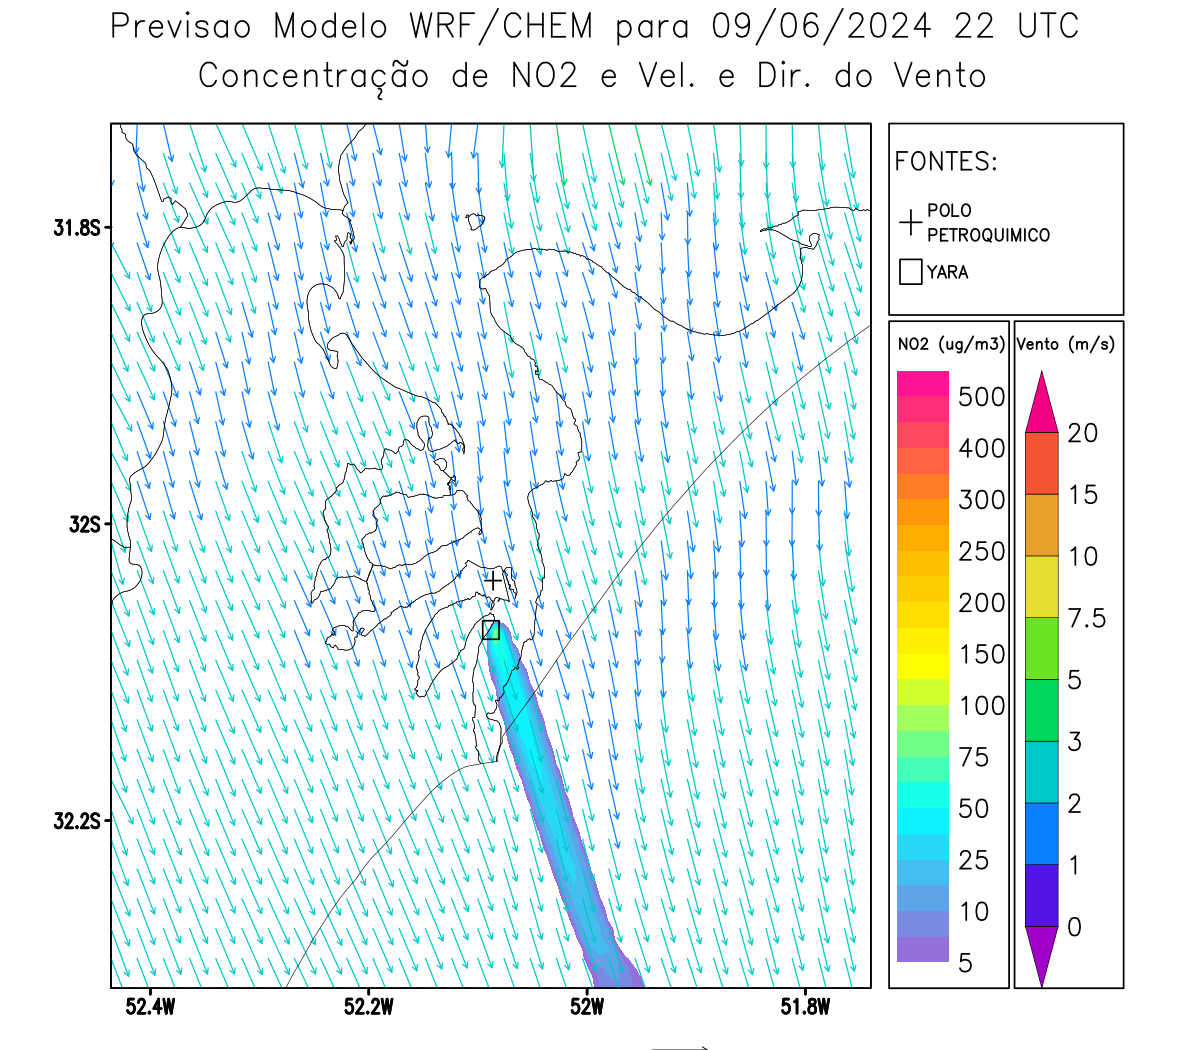 Previsao Modelo WRF/CHEM para 09/06/2024 22 UTC
Concentração de NO2 e Vel. e Dir. do Vento
FONTES:
POLO
PETROQUIMICO
YARA
NO2 (ug/m3)
500
400
300
250
200
150
100
75
50
25
10
5
Vento (m/s)
20
15
10
7.5
5
3
2
1
0
31.8S
32S
32.2S
52.4W
52.2W
52W
51.8W